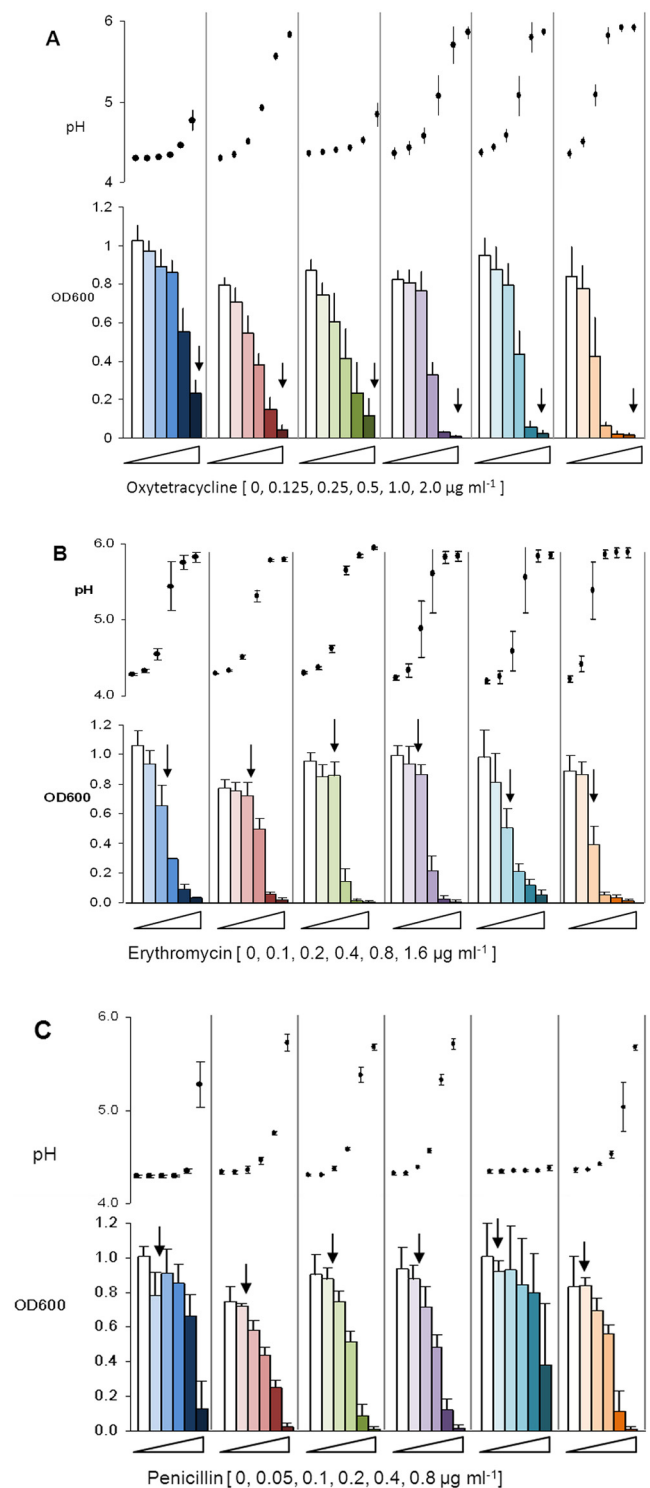 A
6
pH
5
4
1.2
1
0.8
OD600
0.6
0.4
0.2
0
Oxytetracycline [ 0, 0.125, 0.25, 0.5, 1.0, 2.0 µg ml-1 ]
B
6.0
pH
5.0
4.0
1.2
1.0
0.8
OD600
0.6
0.4
0.2
0.0
Erythromycin [ 0, 0.1, 0.2, 0.4, 0.8, 1.6 µg ml-1 ]
C
6.0
5.0
pH
4.0
1.2
1.0
0.8
OD600
0.6
0.4
0.2
0.0
Penicillin [ 0, 0.05, 0.1, 0.2, 0.4, 0.8 µg ml-1]